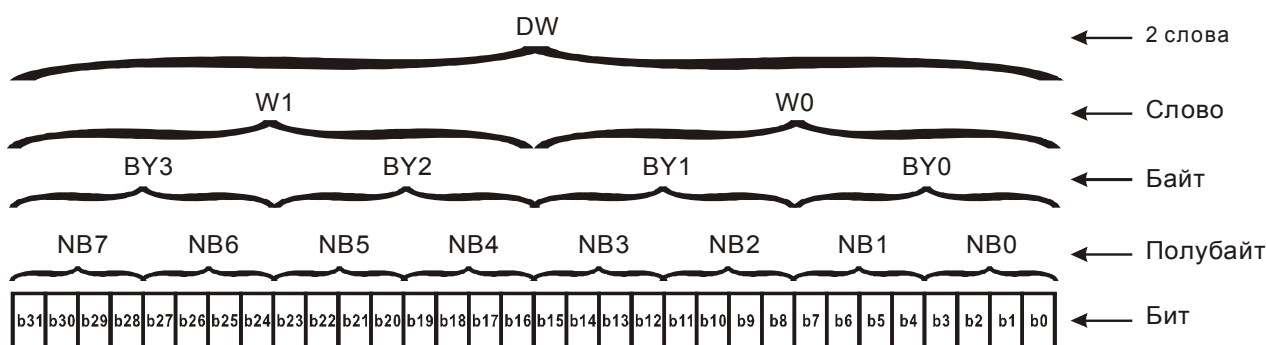 DW
2 слова
W1 W0
Слово
BY3 BY2 BY1 BY0
Байт
NB7 NB6 NB5 NB4 NB3 NB2 NB1 NB0
Полубайт
b31 b30 b29 b28 b27 b26 b25 b24 b23 b22 b21 b20 b19 b18 b17 b16 b15 b14 b13 b12 b11 b10 b9 b8 b7 b6 b5 b4 b3 b2 b1 b0
Бит